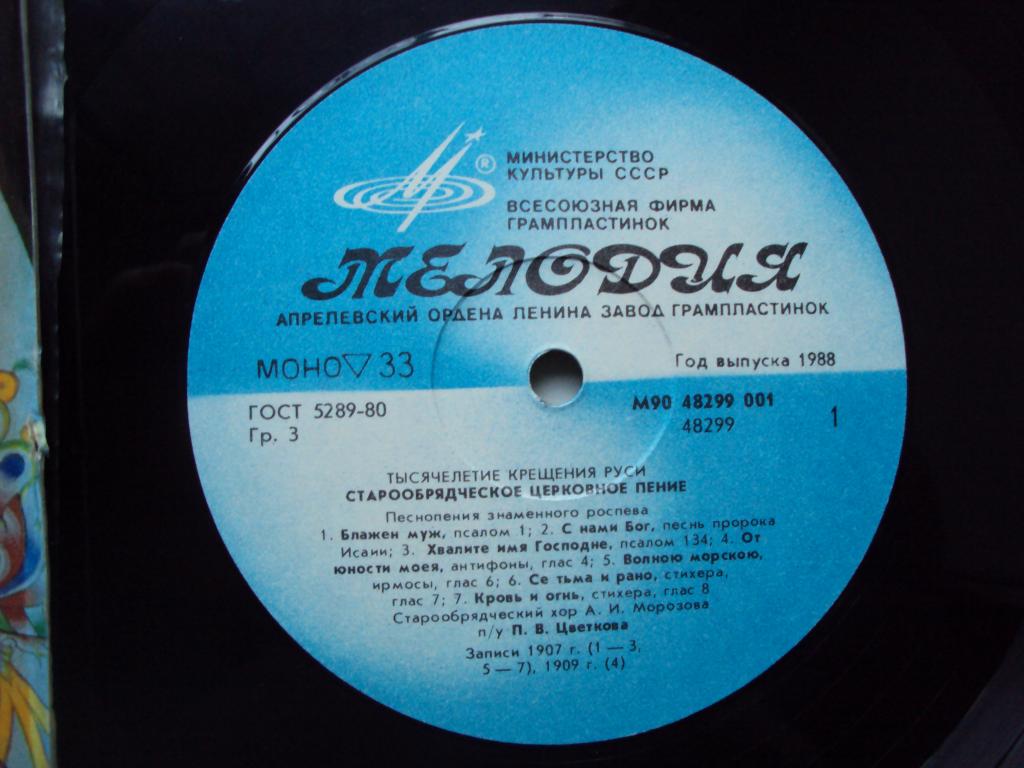 ®
МИНИСТЕРСТВО
КУЛЬТУРЫ СССР
ВСЕСОЮЗНАЯ ФИРМА
ГРАМПЛАСТИНОК
МЕЛОДИЯ
АПРЕЛЕВСКИЙ ОРДЕНА ЛЕНИНА ЗАВОД ГРАМПЛАСТИНОК
МОНО▽33
Год выпуска 1988
ГОСТ 5289-80
Гр. 3
М90 48299 001
48299
1
ТЫСЯЧЕЛЕТИЕ КРЕЩЕНИЯ РУСИ
СТАРООБРЯДЧЕСКОЕ ЦЕРКОВНОЕ ПЕНИЕ
Песнопения знаменного роспева
1. Блажен муж, псалом 1; 2. С нами Бог, песнь пророка
Исаии; 3. Хвалите имя Господне, псалом 134; 4. От
юности моея, антифоны, глас 4; 5. Волною морскою,
ирмосы, глас 6; 6. Се тьма и рано, стихера,
глас 7; 7. Кровь и огнь, стихера, глас 8
Старообрядческий хор А. И. Морозова
п/у П. В. Цветкова
Записи 1907 г. (1 — 3,
5 — 7), 1909 г. (4)